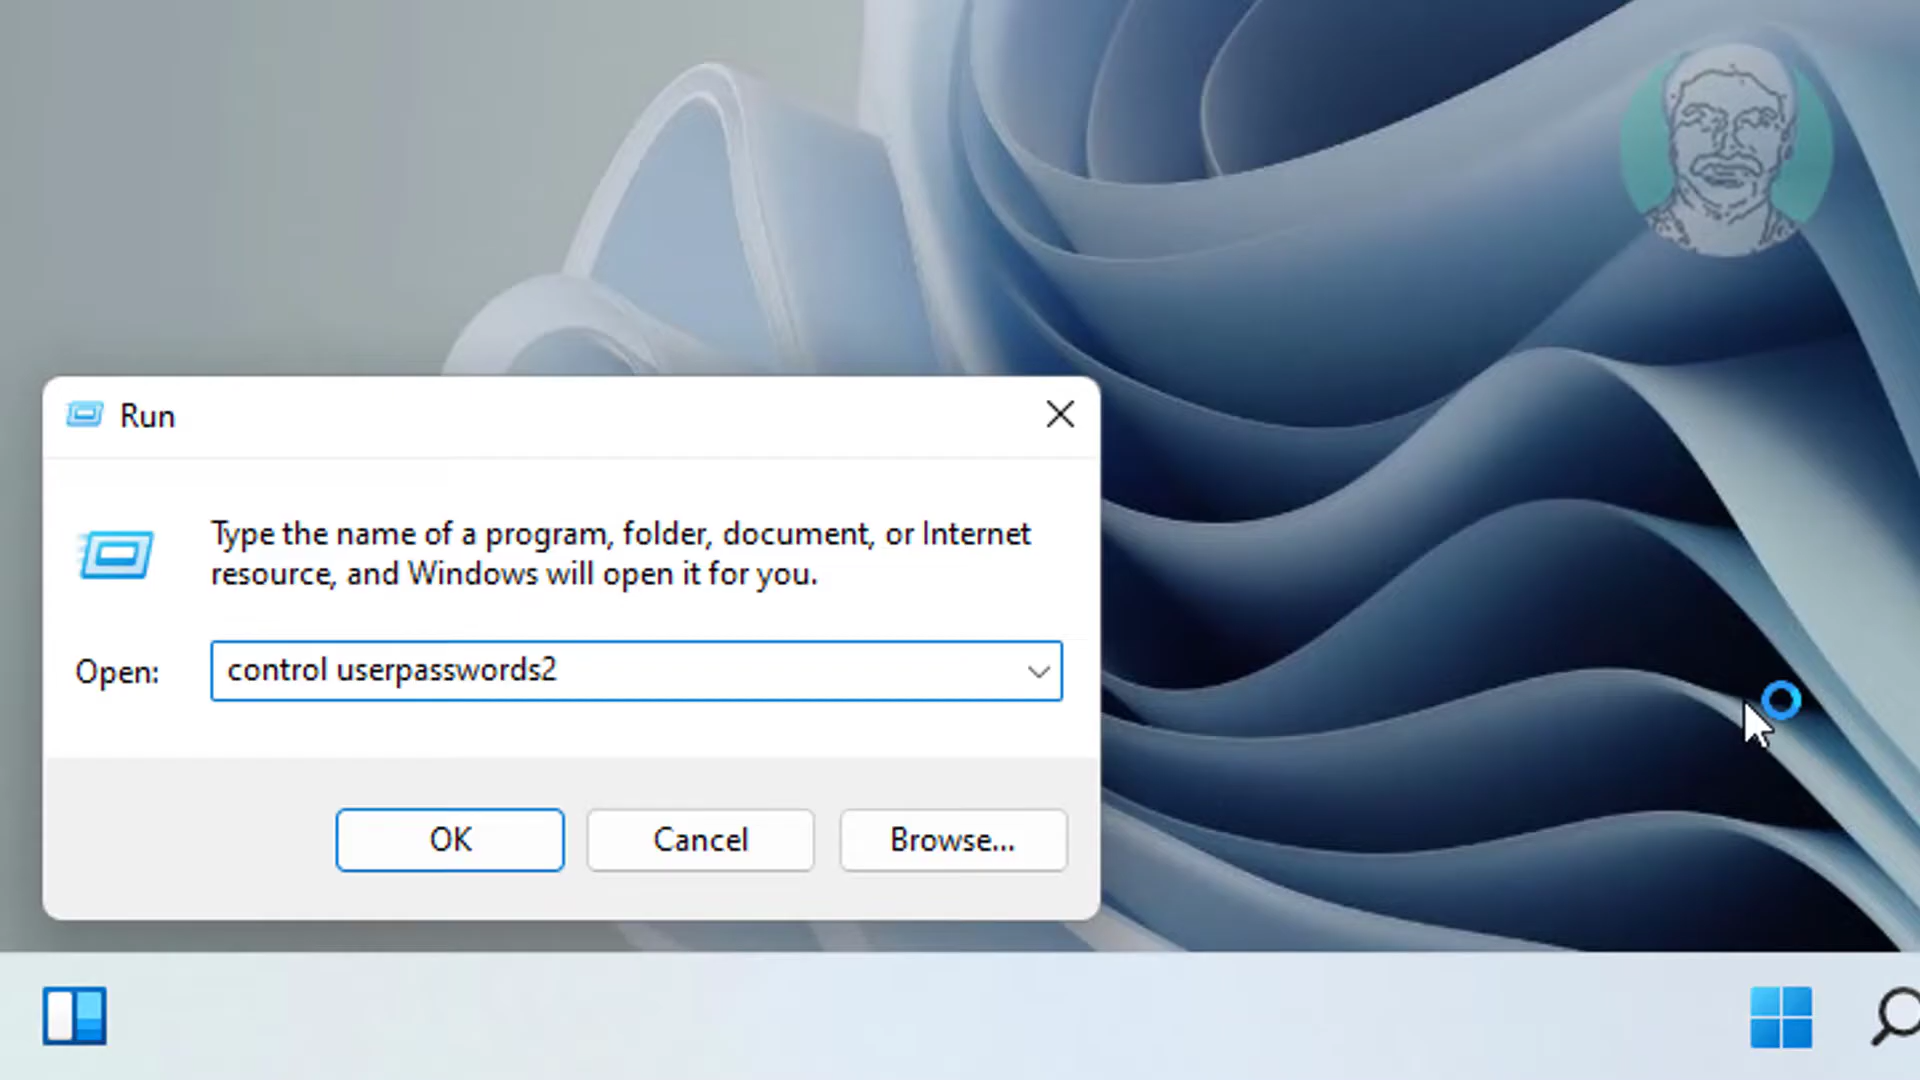 Run
Type the name of a program, folder, document, or Internet
resource, and Windows will open it for you.
Open: control userpasswords2
OK Cancel Browse...